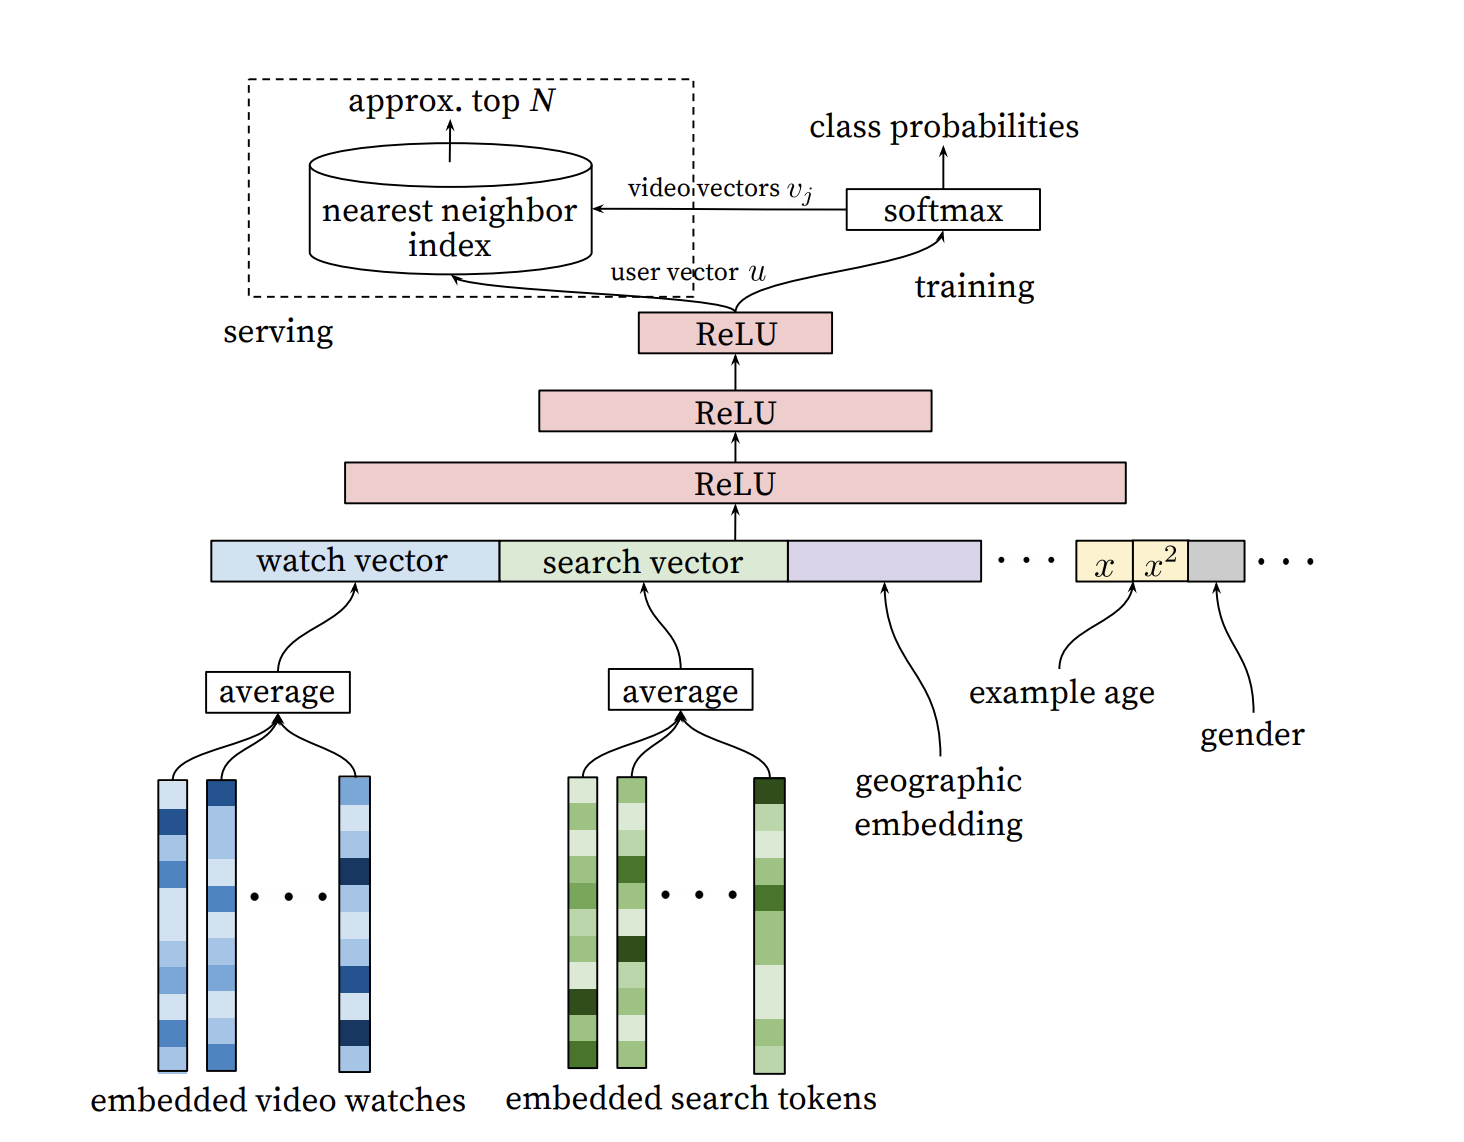 approx. top N
class probabilities
video vectors v_j
nearest neighbor
index
softmax
user vector u
training
serving
ReLU
ReLU
ReLU
watch vector
search vector
. . .
x
x²
. . .
average
average
example age
gender
geographic
embedding
. . .
. . .
embedded video watches
embedded search tokens